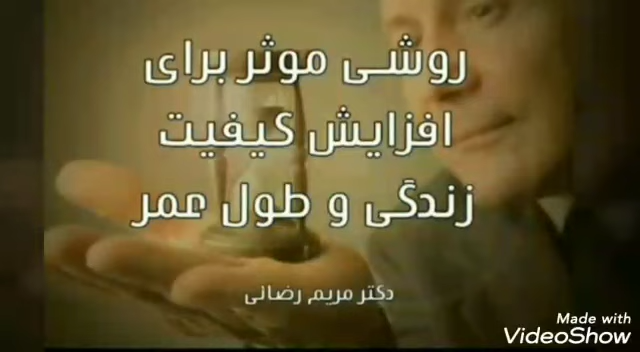 روشی موثر برای
افزایش کیفیت
زندگی و طول عمر
دکتر مریم رضائی
Made with
VideoShow